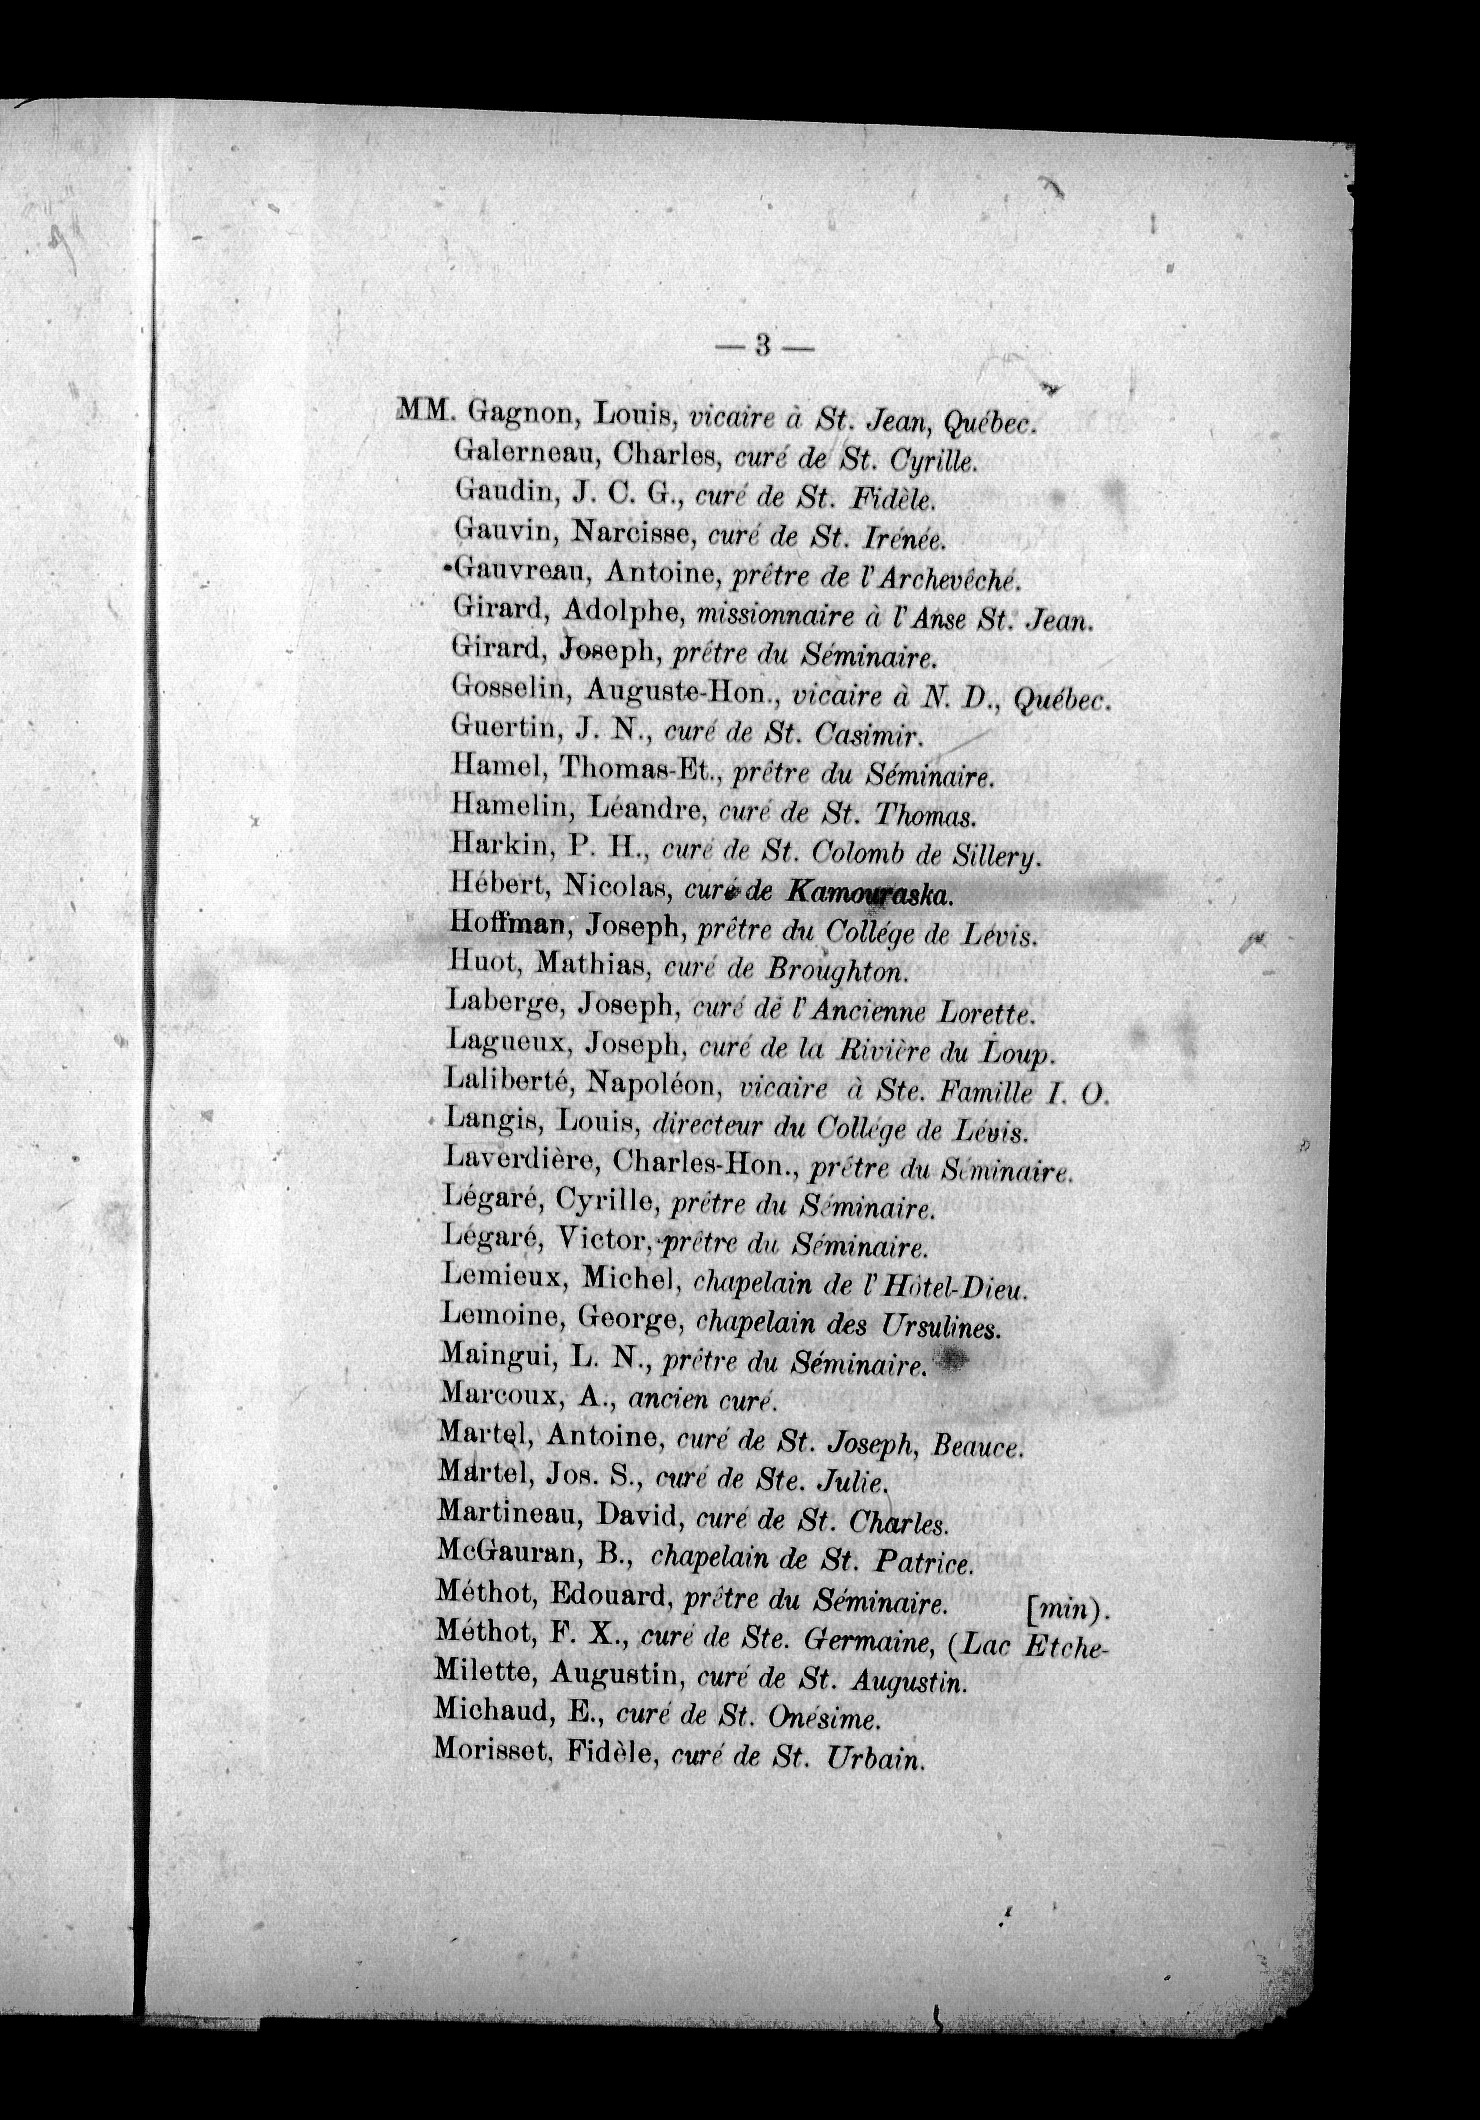 — 3 —
MM. Gagnon, Louis, vicaire à St. Jean, Québec.
Galerneau, Charles, curé de St. Cyrille.
Gaudin, J. C. G., curé de St. Fidèle.
Gauvin, Narcisse, curé de St. Irénée.
Gauvreau, Antoine, prêtre de l'Archevêché.
Girard, Adolphe, missionnaire à l'Anse St. Jean.
Girard, Joseph, prêtre du Séminaire.
Gosselin, Auguste-Hon., vicaire à N. D., Québec.
Guertin, J. N., curé de St. Casimir.
Hamel, Thomas-Et., prêtre du Séminaire.
Hamelin, Léandre, curé de St. Thomas.
Harkin, P. H., curé de St. Colomb de Sillery.
Hébert, Nicolas, curé de Kamouraska.
Hoffman, Joseph, prêtre du Collége de Lévis.
Huot, Mathias, curé de Broughton.
Laberge, Joseph, curé de l'Ancienne Lorette.
Lagueux, Joseph, curé de la Rivière du Loup.
Laliberté, Napoléon, vicaire à Ste. Famille I. O.
Langis, Louis, directeur du Collége de Lévis.
Laverdière, Charles-Hon., prêtre du Séminaire.
Légaré, Cyrille, prêtre du Séminaire.
Légaré, Victor, prêtre du Séminaire.
Lemieux, Michel, chapelain de l'Hôtel-Dieu.
Lemoine, George, chapelain des Ursulines.
Maingui, L. N., prêtre du Séminaire.
Marcoux, A., ancien curé.
Martel, Antoine, curé de St. Joseph, Beauce.
Martel, Jos. S., curé de Ste. Julie.
Martineau, David, curé de St. Charles.
McGauran, B., chapelain de St. Patrice.
Méthot, Edouard, prêtre du Séminaire. [min).
Méthot, F. X., curé de Ste. Germaine, (Lac Etche-
Milette, Augustin, curé de St. Augustin.
Michaud, E., curé de St. Onésime.
Morisset, Fidèle, curé de St. Urbain.